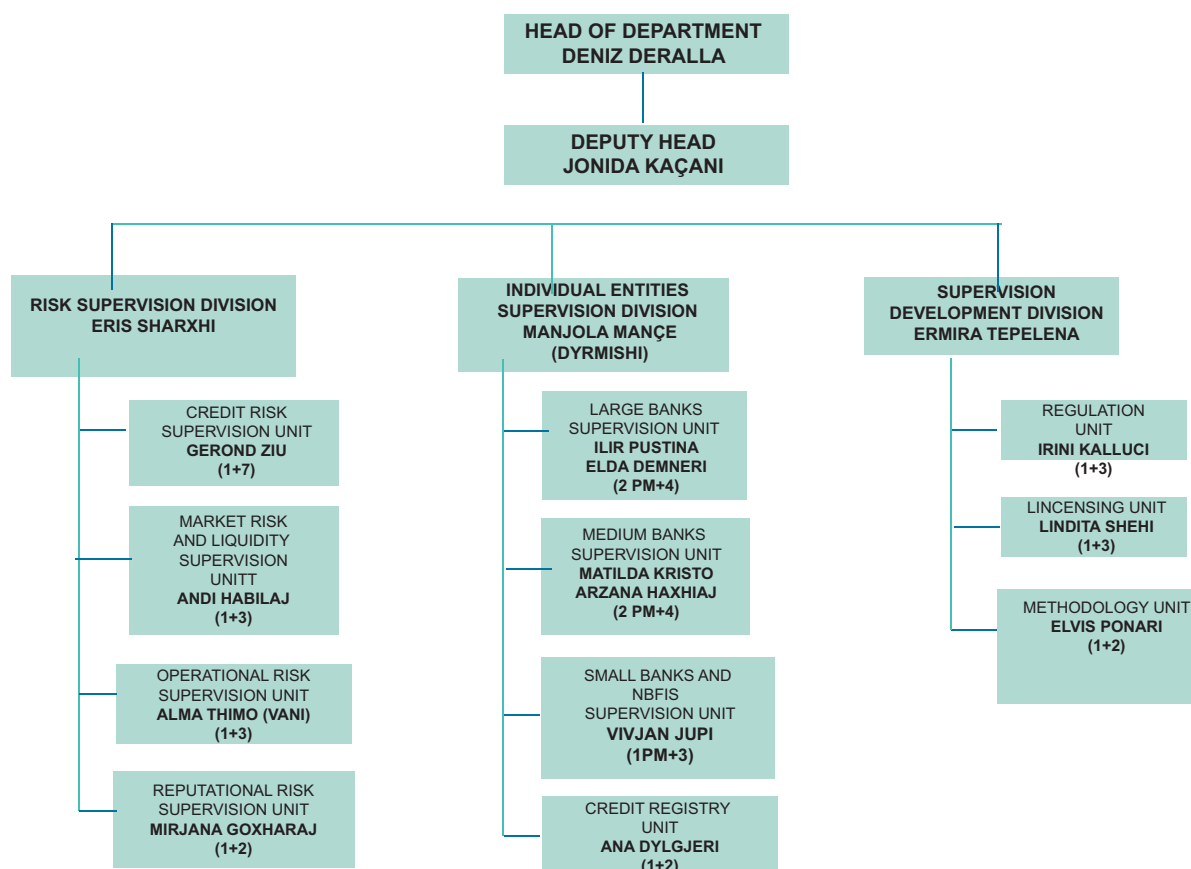 HEAD OF DEPARTMENT
DENIZ DERALLA
DEPUTY HEAD
JONIDA KAÇANI
RISK SUPERVISION DIVISION
ERIS SHARXHI
CREDIT RISK
SUPERVISION UNIT
GEROND ZIU
(1+7)
MARKET RISK
AND LIQUIDITY
SUPERVISION
UNITT
ANDI HABILAJ
(1+3)
OPERATIONAL RISK
SUPERVISION UNIT
ALMA THIMO (VANI)
(1+3)
REPUTATIONAL RISK
SUPERVISION UNIT
MIRJANA GOXHARAJ
(1+2)
INDIVIDUAL ENTITIES
SUPERVISION DIVISION
MANJOLA MANÇE
(DYRMISHI)
LARGE BANKS
SUPERVISION UNIT
ILIR PUSTINA
ELDA DEMNERI
(2 PM+4)
MEDIUM BANKS
SUPERVISION UNIT
MATILDA KRISTO
ARZANA HAXHIAJ
(2 PM+4)
SMALL BANKS AND
NBFIS
SUPERVISION UNIT
VIVJAN JUPI
(1PM+3)
CREDIT REGISTRY
UNIT
ANA DYLGJERI
(1+2)
SUPERVISION
DEVELOPMENT DIVISION
ERMIRA TEPELENA
REGULATION
UNIT
IRINI KALLUCI
(1+3)
LINCENSING UNIT
LINDITA SHEHI
(1+3)
METHODOLOGY UNIT
ELVIS PONARI
(1+2)